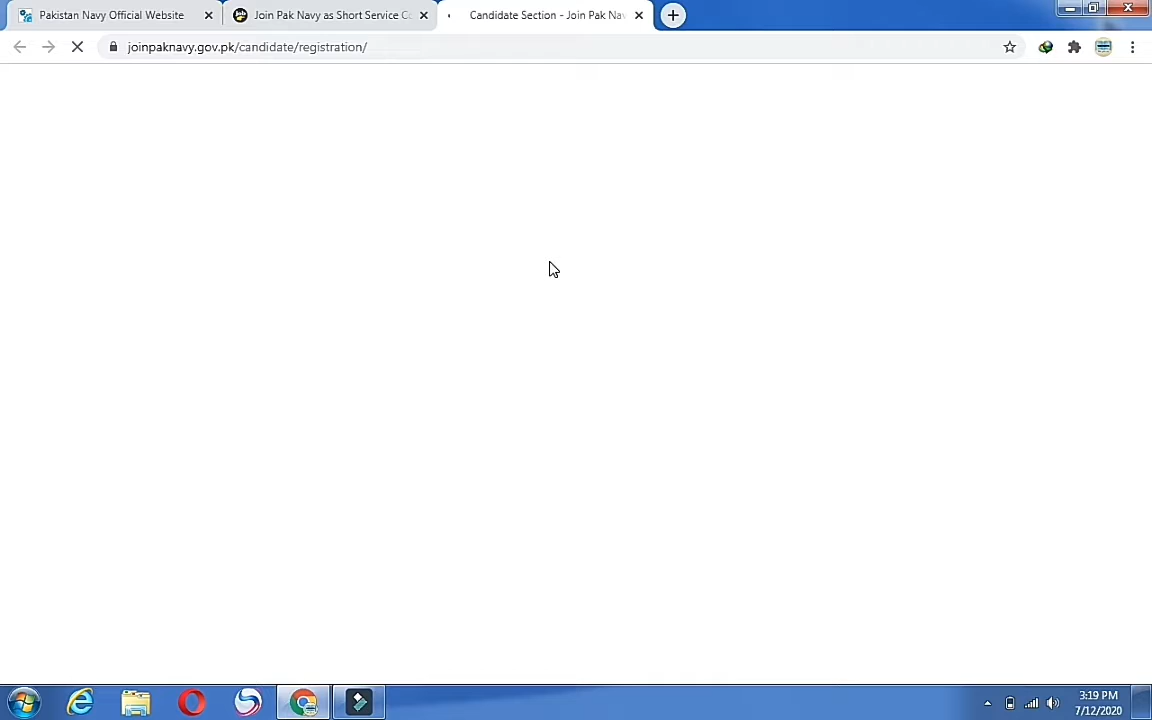 Pakistan Navy Official Website
Join Pak Navy as Short Service C
Candidate Section - Join Pak Na
joinpaknavy.gov.pk/candidate/registration/
3:19 PM
7/12/2020